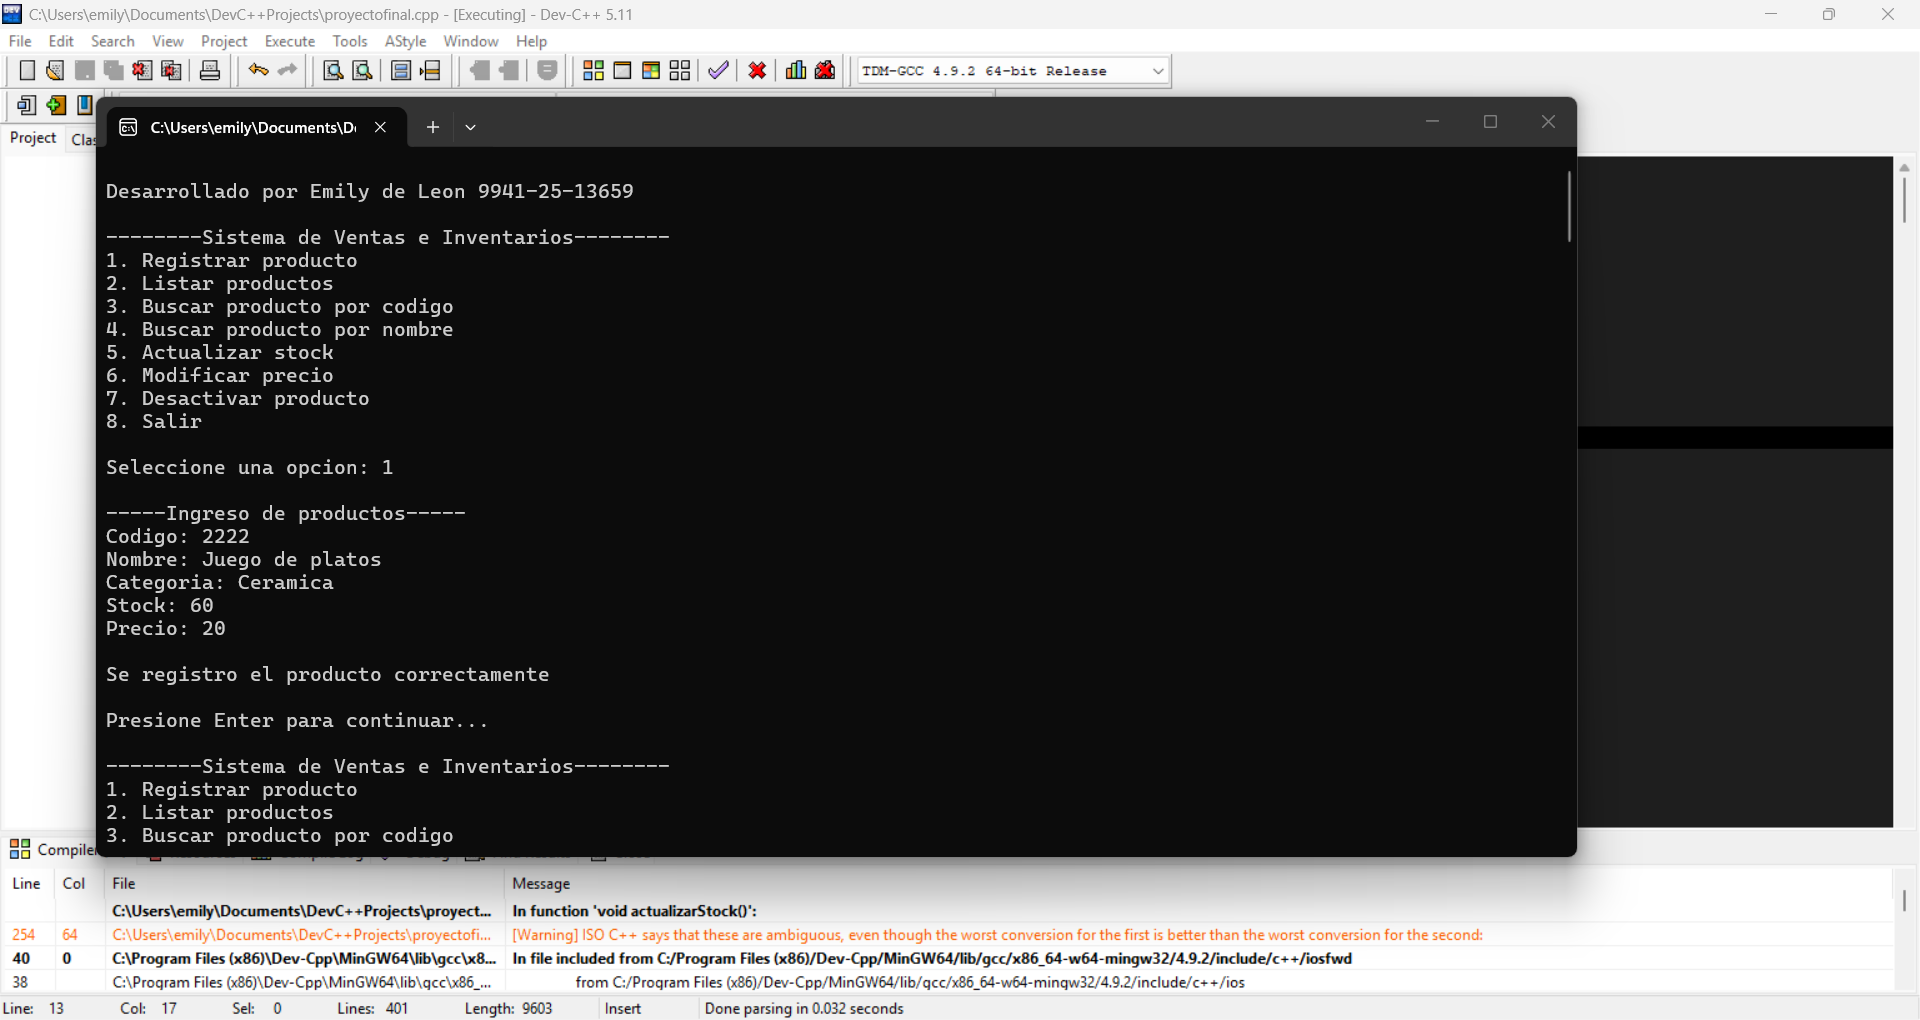 C:\Users\emily\Documents\DevC++Projects\proyectofinal.cpp - [Executing] - Dev-C++ 5.11
File Edit Search View Project Execute Tools AStyle Window Help
TDM-GCC 4.9.2 64-bit Release
Project Clas
C:\Users\emily\Documents\D
Desarrollado por Emily de Leon 9941-25-13659
--------Sistema de Ventas e Inventarios--------
1. Registrar producto
2. Listar productos
3. Buscar producto por codigo
4. Buscar producto por nombre
5. Actualizar stock
6. Modificar precio
7. Desactivar producto
8. Salir
Seleccione una opcion: 1
-----Ingreso de productos-----
Codigo: 2222
Nombre: Juego de platos
Categoria: Ceramica
Stock: 60
Precio: 20
Se registro el producto correctamente
Presione Enter para continuar...
--------Sistema de Ventas e Inventarios--------
1. Registrar producto
2. Listar productos
3. Buscar producto por codigo
Compiler
Line Col File Message
C:\Users\emily\Documents\DevC++Projects\proyect... In function 'void actualizarStock()':
254 64 C:\Users\emily\Documents\DevC++Projects\proyectofi... [Warning] ISO C++ says that these are ambiguous, even though the worst conversion for the first is better than the worst conversion for the second:
40 0 C:\Program Files (x86)\Dev-Cpp\MinGW64\lib\gcc\x8... In file included from C:/Program Files (x86)/Dev-Cpp/MinGW64/lib/gcc/x86_64-w64-mingw32/4.9.2/include/c++/iosfwd
38 C:\Program Files (x86)\Dev-Cpp\MinGW64\lib\gcc\x86_... from C:/Program Files (x86)/Dev-Cpp/MinGW64/lib/gcc/x86_64-w64-mingw32/4.9.2/include/c++/ios
Line: 13 Col: 17 Sel: 0 Lines: 401 Length: 9603 Insert Done parsing in 0.032 seconds